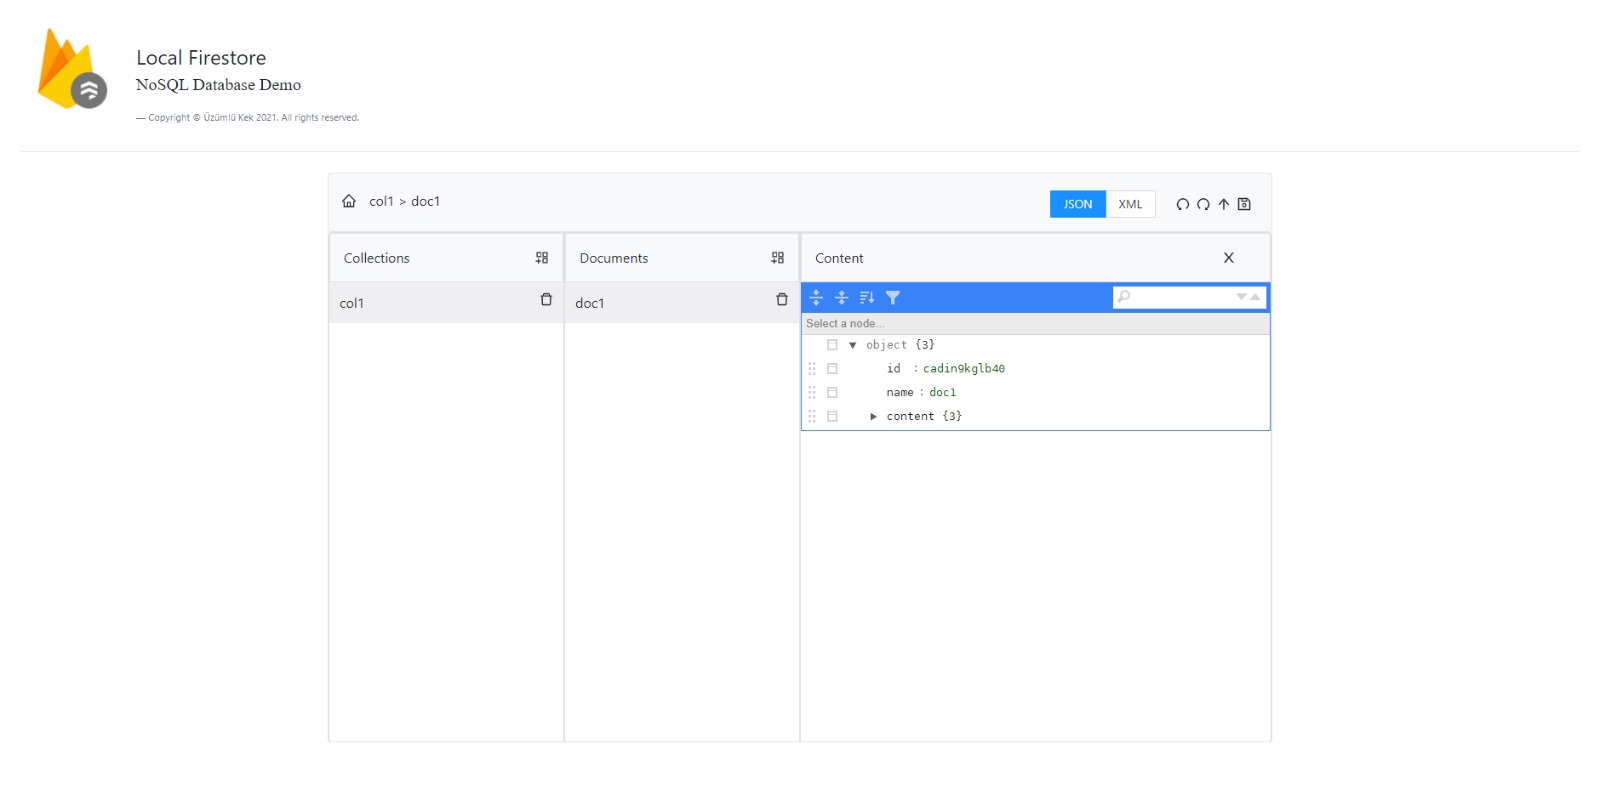 Local Firestore
NoSQL Database Demo
— Copyright © Üzümlü Kek 2021. All rights reserved.
col1 > doc1
JSON XML
Collections
Documents
Content
X
col1
doc1
Select a node...
object {3}
id : cadin9kglb40
name : doc1
content {3}